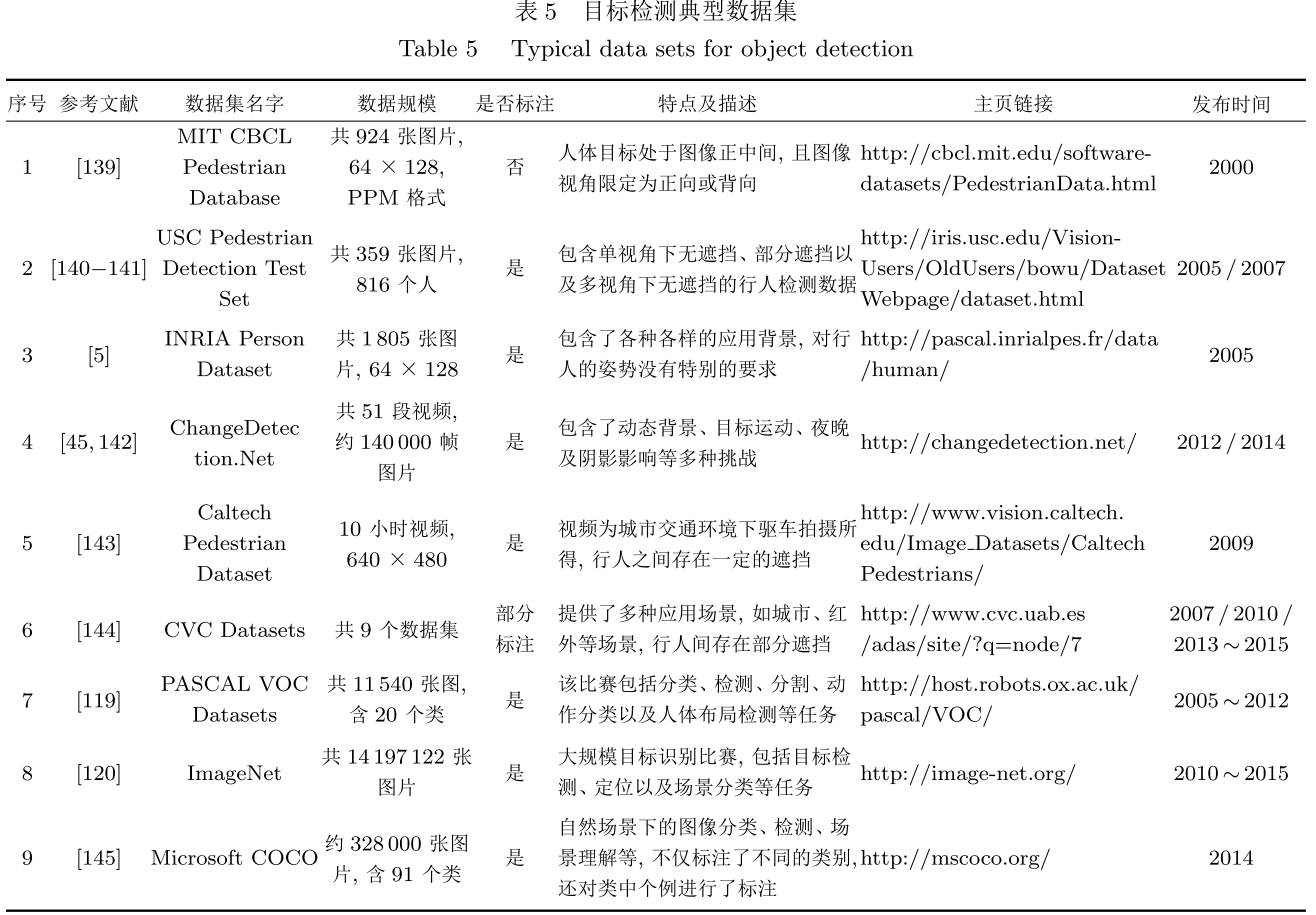 表 5 目标检测典型数据集
Table 5 Typical data sets for object detection
序号 参考文献 数据集名字 数据规模 是否标注 特点及描述 主页链接 发布时间
1 [139] MIT CBCL
Pedestrian
Database
共 924 张图片,
64 × 128,
PPM 格式
否
人体目标处于图像正中间, 且图像
视角限定为正向或背向
http://cbcl.mit.edu/software-
datasets/PedestrianData.html
2000
2 [140−141] USC Pedestrian
Detection Test
Set
共 359 张图片,
816 个人
是
包含单视角下无遮挡、部分遮挡以
及多视角下无遮挡的行人检测数据
http://iris.usc.edu/Vision-
Users/OldUsers/bowu/Dataset
Webpage/dataset.html
2005 / 2007
3 [5] INRIA Person
Dataset
共 1 805 张图
片, 64 × 128
是
包含了各种各样的应用背景, 对行
人的姿势没有特别的要求
http://pascal.inrialpes.fr/data
/human/
2005
4 [45, 142] ChangeDetec
tion.Net
共 51 段视频,
约 140 000 帧
图片
是
包含了动态背景、目标运动、夜晚
及阴影影响等多种挑战
http://changedetection.net/
2012 / 2014
5 [143] Caltech
Pedestrian
Dataset
10 小时视频,
640 × 480
是
视频为城市交通环境下驱车拍摄所
得, 行人之间存在一定的遮挡
http://www.vision.caltech.
edu/Image_Datasets/Caltech
Pedestrians/
2009
6 [144] CVC Datasets
共 9 个数据集
部分
标注
提供了多种应用场景, 如城市、红
外等场景, 行人间存在部分遮挡
http://www.cvc.uab.es
/adas/site/?q=node/7
2007 / 2010 /
2013 ~ 2015
7 [119] PASCAL VOC
Datasets
共 11 540 张图,
含 20 个类
是
该比赛包括分类、检测、分割、动
作分类以及人体布局检测等任务
http://host.robots.ox.ac.uk/
pascal/VOC/
2005 ~ 2012
8 [120] ImageNet
共 14 197 122 张
图片
是
大规模目标识别比赛, 包括目标检
测、定位以及场景分类等任务
http://image-net.org/
2010 ~ 2015
9 [145] Microsoft COCO
约 328 000 张图
片, 含 91 个类
是
自然场景下的图像分类、检测、场
景理解等, 不仅标注了不同的类别,
还对类中个例进行了标注
http://mscoco.org/
2014